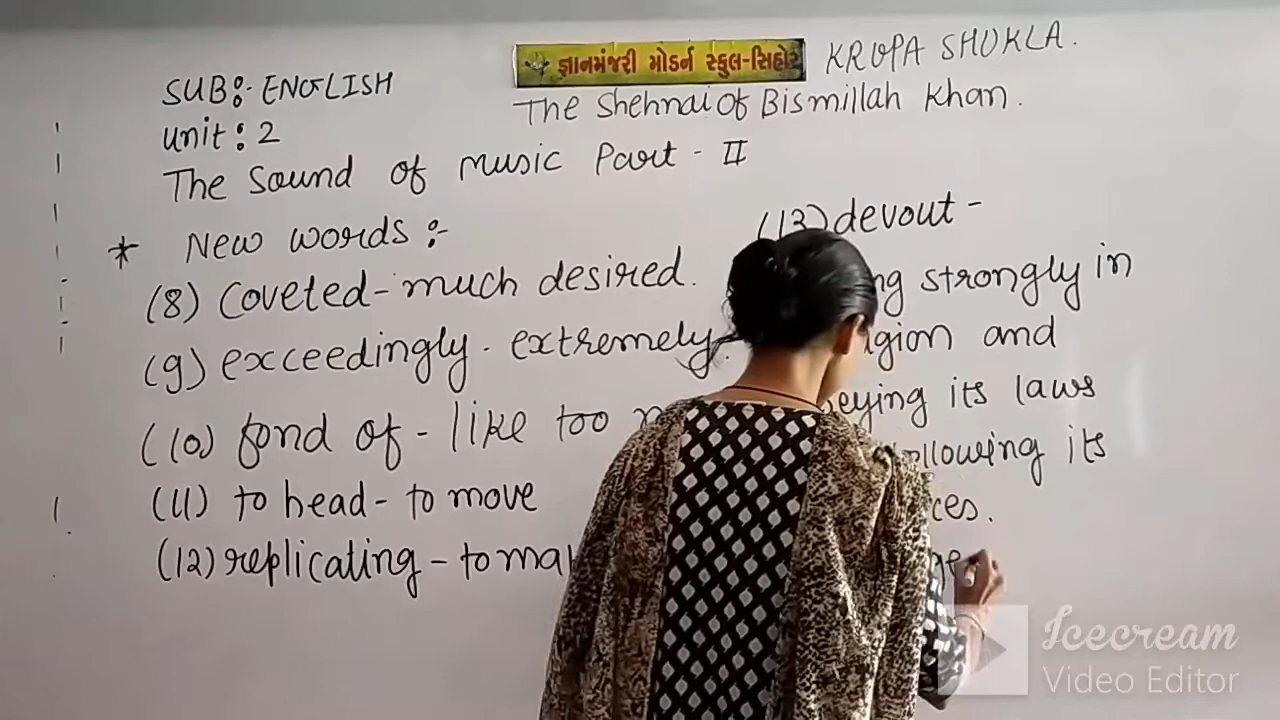 જ્ઞાનમંજરી મોડર્ન સ્કુલ-સિહોર
KRUPA SHUKLA.
SUB:- ENGLISH
The Shehnai of Bismillah Khan.
unit: 2
The Sound of Music Part - II
* New words :-
(8) Coveted - much desired.
(9) exceedingly - extremely.
(10) fond of - like too
(11) to head - to move
(12) replicating - to
(13) devout -
strongly in
and
its laws
its
Icecream
Video Editor